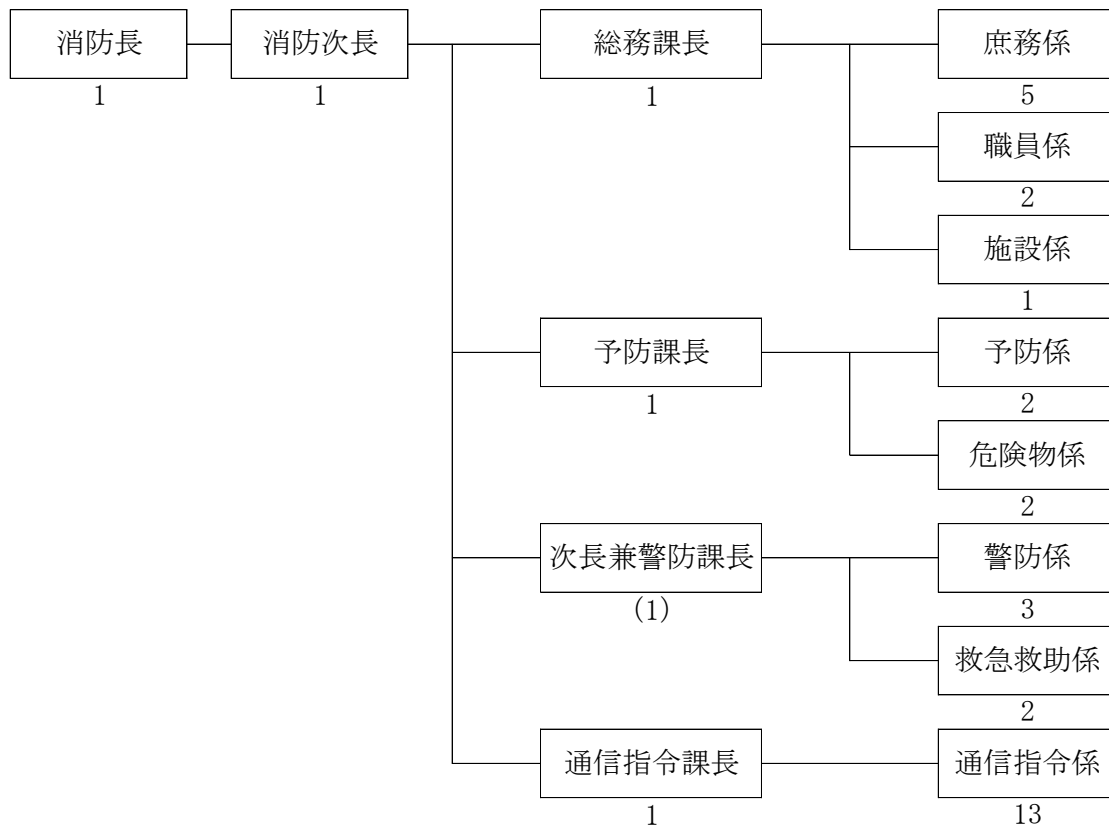 消防長
消防次長
総務課長
庶務係
1
1
1
5
職員係
2
施設係
1
予防課長
予防係
1
2
危険物係
2
次長兼警防課長
警防係
(1)
3
救急救助係
2
通信指令課長
通信指令係
1
13